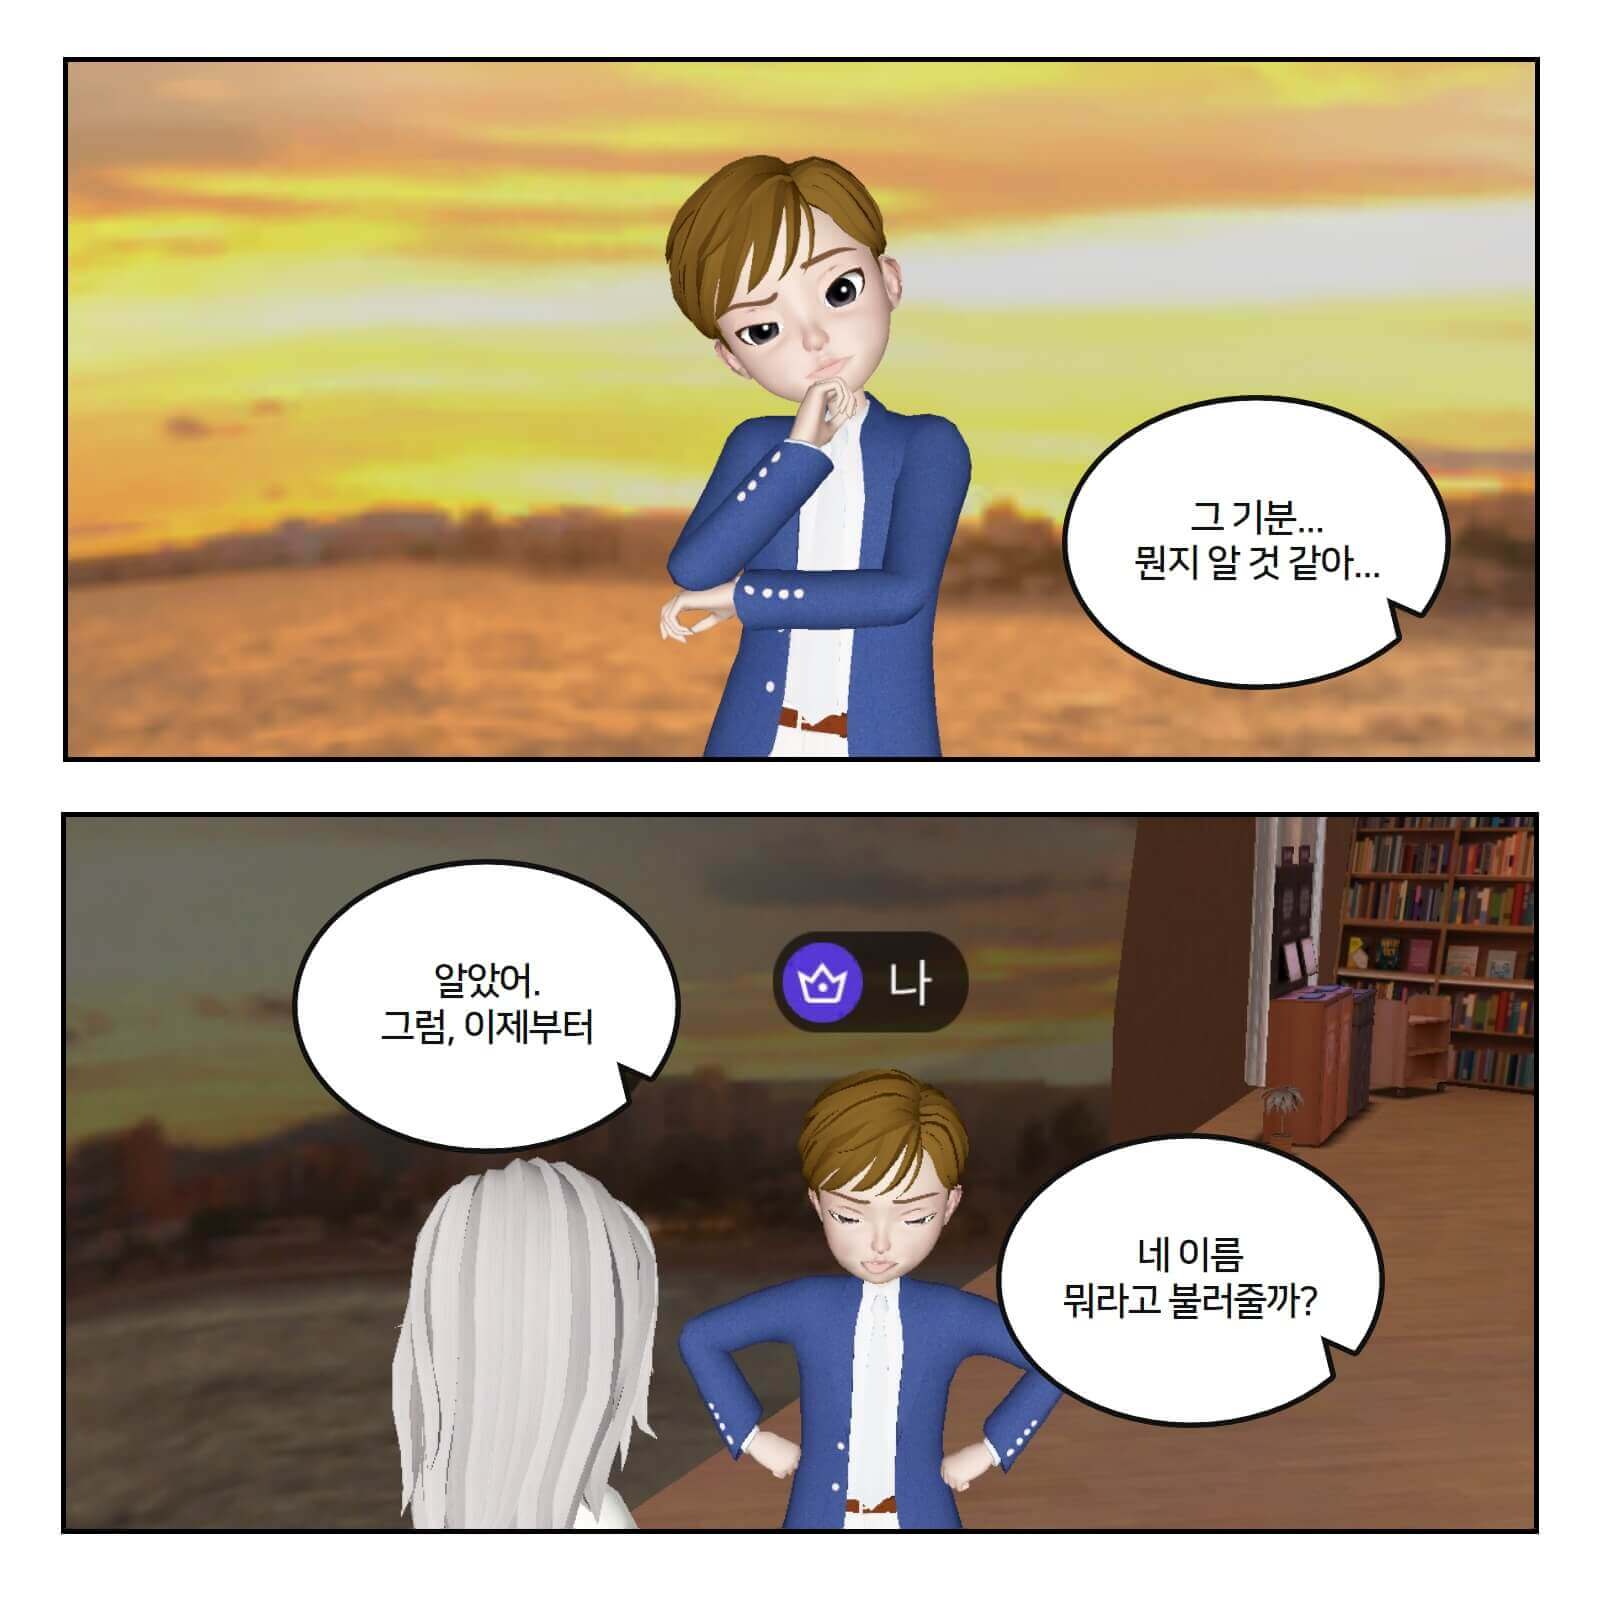 그 기분...
뭔지 알 것 같아...
알았어.
그럼, 이제부터
나
네 이름
뭐라고 불러줄까?